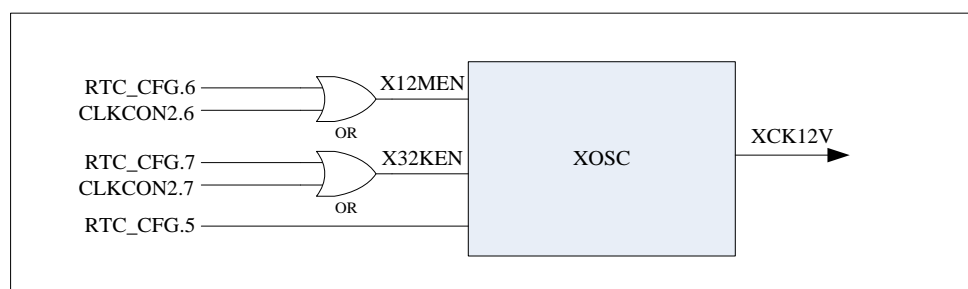 RTC_CFG.6
X12MEN
CLKCON2.6
OR
RTC_CFG.7
X32KEN
CLKCON2.7
OR
RTC_CFG.5
XOSC
XCK12V